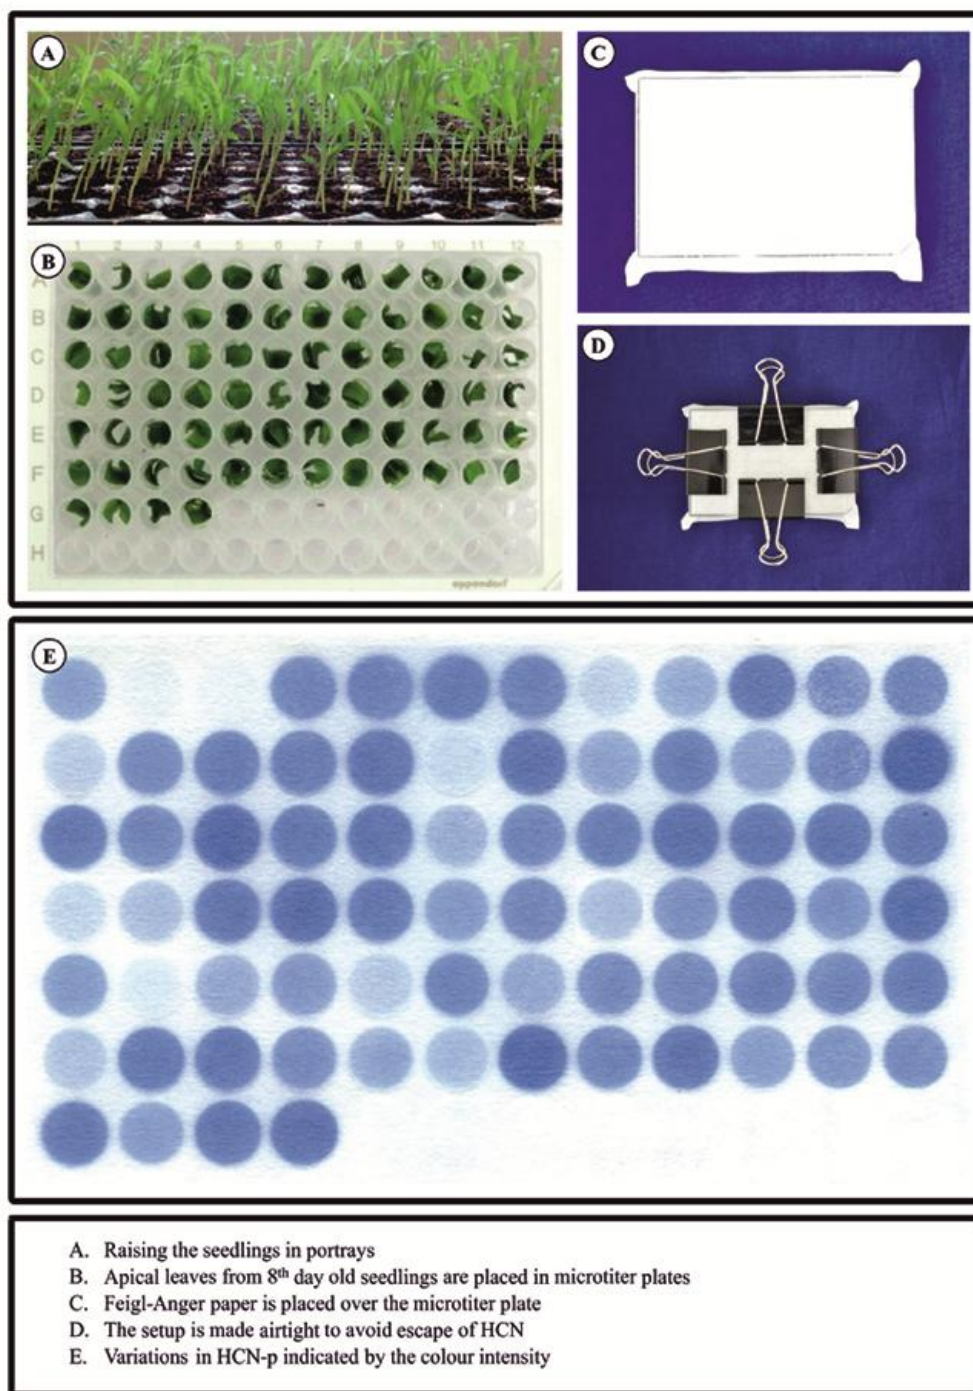 A
C
1 2 3 4 5 6 7 8 9 10 11 12
B
A
B
C
D
E
F
G
H
eppendorf
D
E
A. Raising the seedlings in portrays
B. Apical leaves from 8th day old seedlings are placed in microtiter plates
C. Feigl-Anger paper is placed over the microtiter plate
D. The setup is made airtight to avoid escape of HCN
E. Variations in HCN-p indicated by the colour intensity